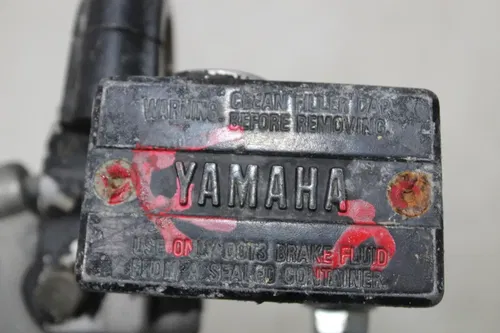 WARNING: CLEAN FILLER CAP
BEFORE REMOVING.
YAMAHA
USE ONLY DOT3 BRAKE FLUID
FROM A SEALED CONTAINER.